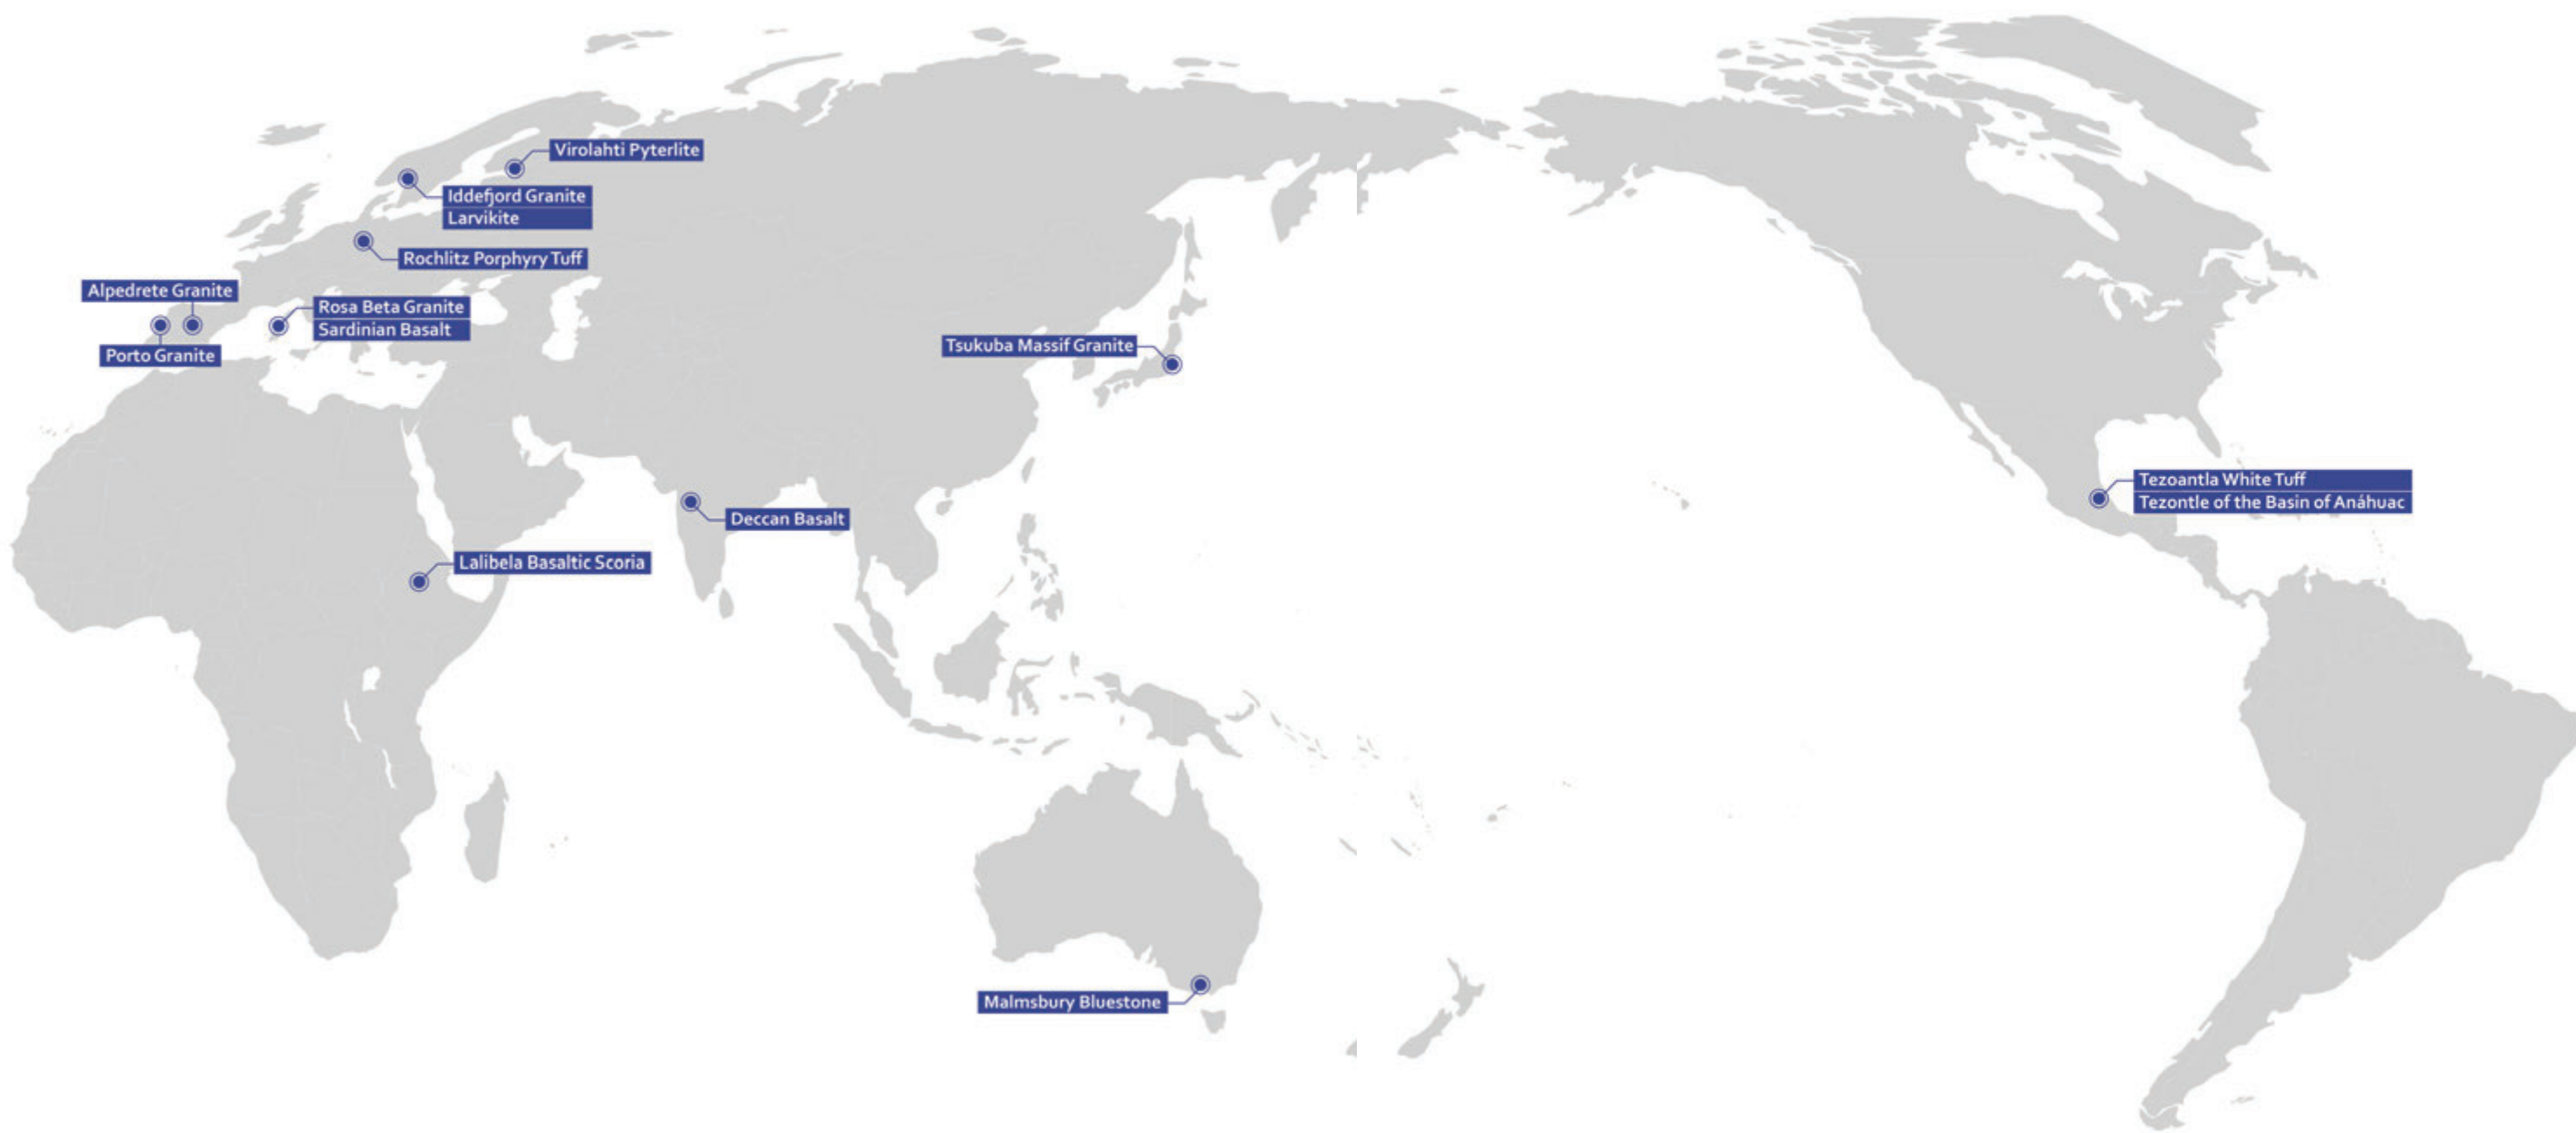 Virolahti Pyterlite
Iddefjord Granite
Larvikite
Rochlitz Porphyry Tuff
Alpedrete Granite
Rosa Beta Granite
Sardinian Basalt
Porto Granite
Tsukuba Massif Granite
Tezoantla White Tuff
Tezontle of the Basin of Anáhuac
Deccan Basalt
Lalibela Basaltic Scoria
Malmsbury Bluestone